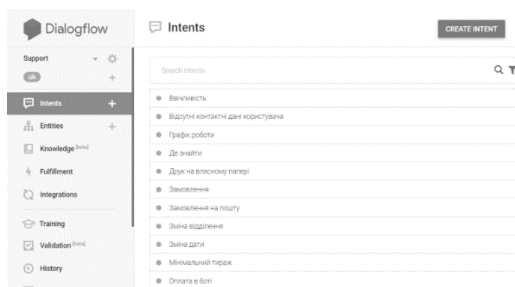 Dialogflow
Intents
CREATE INTENT
Support
uk
Search intents
Intents
Entities
Knowledge [beta]
Fulfillment
Integrations
Training
Validation [beta]
History
Ввічливість
Відсутні контактні дані користувача
Графік роботи
Де знайти
Друк на власному папері
Замовлення
Замовлення на пошту
Зміна відділення
Зміна дати
Мінімальний тираж
Оплата в боті